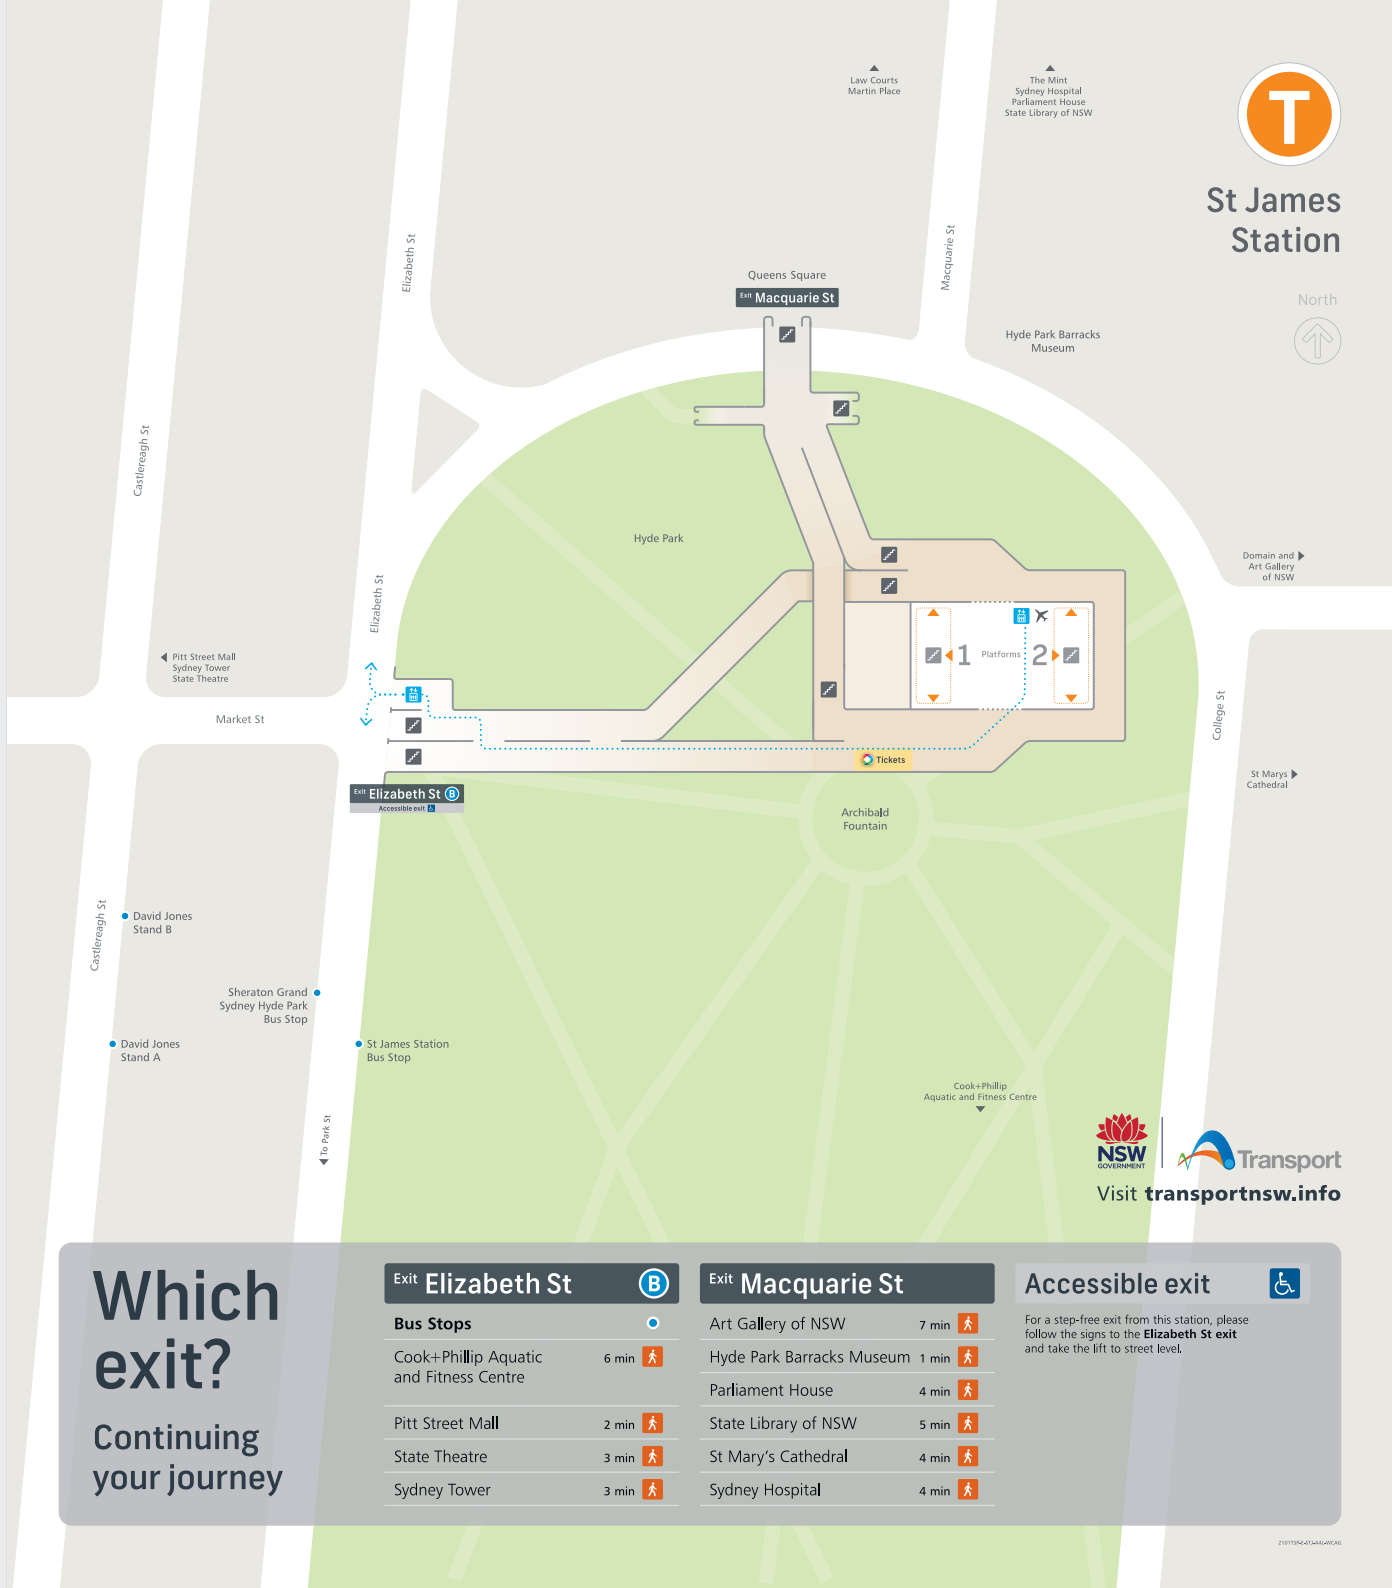 Law Courts
Martin Place
The Mint
Sydney Hospital
Parliament House
State Library of NSW
T
St James
Station
North
Elizabeth St
Macquarie St
Queens Square
Exit Macquarie St
Hyde Park Barracks
Museum
Castlereagh St
Hyde Park
Domain and
Art Gallery
of NSW
Elizabeth St
Pitt Street Mall
Sydney Tower
State Theatre
1 Platforms 2
Market St
College St
Tickets
St Marys
Cathedral
Exit Elizabeth St B
Accessible exit
Archibald
Fountain
Castlereagh St
David Jones
Stand B
Sheraton Grand
Sydney Hyde Park
Bus Stop
David Jones
Stand A
St James Station
Bus Stop
To Park St
Cook+Phillip
Aquatic and Fitness Centre
NSW
GOVERNMENT
Transport
Visit transportnsw.info
Which
exit?
Continuing
your journey
Exit Elizabeth St B
Bus Stops
Cook+Phillip Aquatic 6 min
and Fitness Centre
Pitt Street Mall 2 min
State Theatre 3 min
Sydney Tower 3 min
Exit Macquarie St
Art Gallery of NSW 7 min
Hyde Park Barracks Museum 1 min
Parliament House 4 min
State Library of NSW 5 min
St Mary's Cathedral 4 min
Sydney Hospital 4 min
Accessible exit
For a step-free exit from this station, please
follow the signs to the Elizabeth St exit
and take the lift to street level.